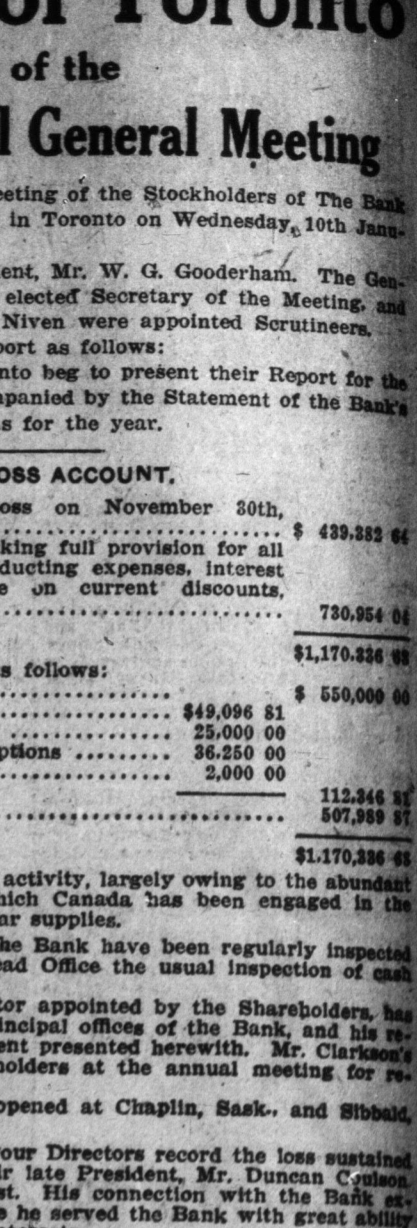 of Toronto
of the
l General Meeting
eeting of the Stockholders of The Bank
in Toronto on Wednesday, 10th Janu-
ent, Mr. W. G. Gooderham. The Gen-
elected Secretary of the Meeting, and
Niven were appointed Scrutineers.
port as follows:
nto beg to present their Report for the
mpanied by the Statement of the Bank's
s for the year.
OSS ACCOUNT.
oss on November 30th,
$ 439,382 64
king full provision for all
ducting expenses, interest
e on current discounts,
730,954 04
$1,170,336 68
s follows:
$ 550,000 00
$49,096 81
25,000 00
ptions ......... 36,250 00
2,000 00
112,346 81
507,989 87
$1,170,336 68
activity, largely owing to the abundant
hich Canada has been engaged in the
ar supplies.
he Bank have been regularly inspected
ead Office the usual inspection of cash
tor appointed by the Shareholders, has
incipal offices of the Bank, and his re-
ent presented herewith. Mr. Clarkson's
holders at the annual meeting for re-
opened at Chaplin, Sask., and Sibbald,
our Directors record the loss sustained
ir late President, Mr. Duncan Coulson
st. His connection with the Bank ex-
e he served the Bank with great ability